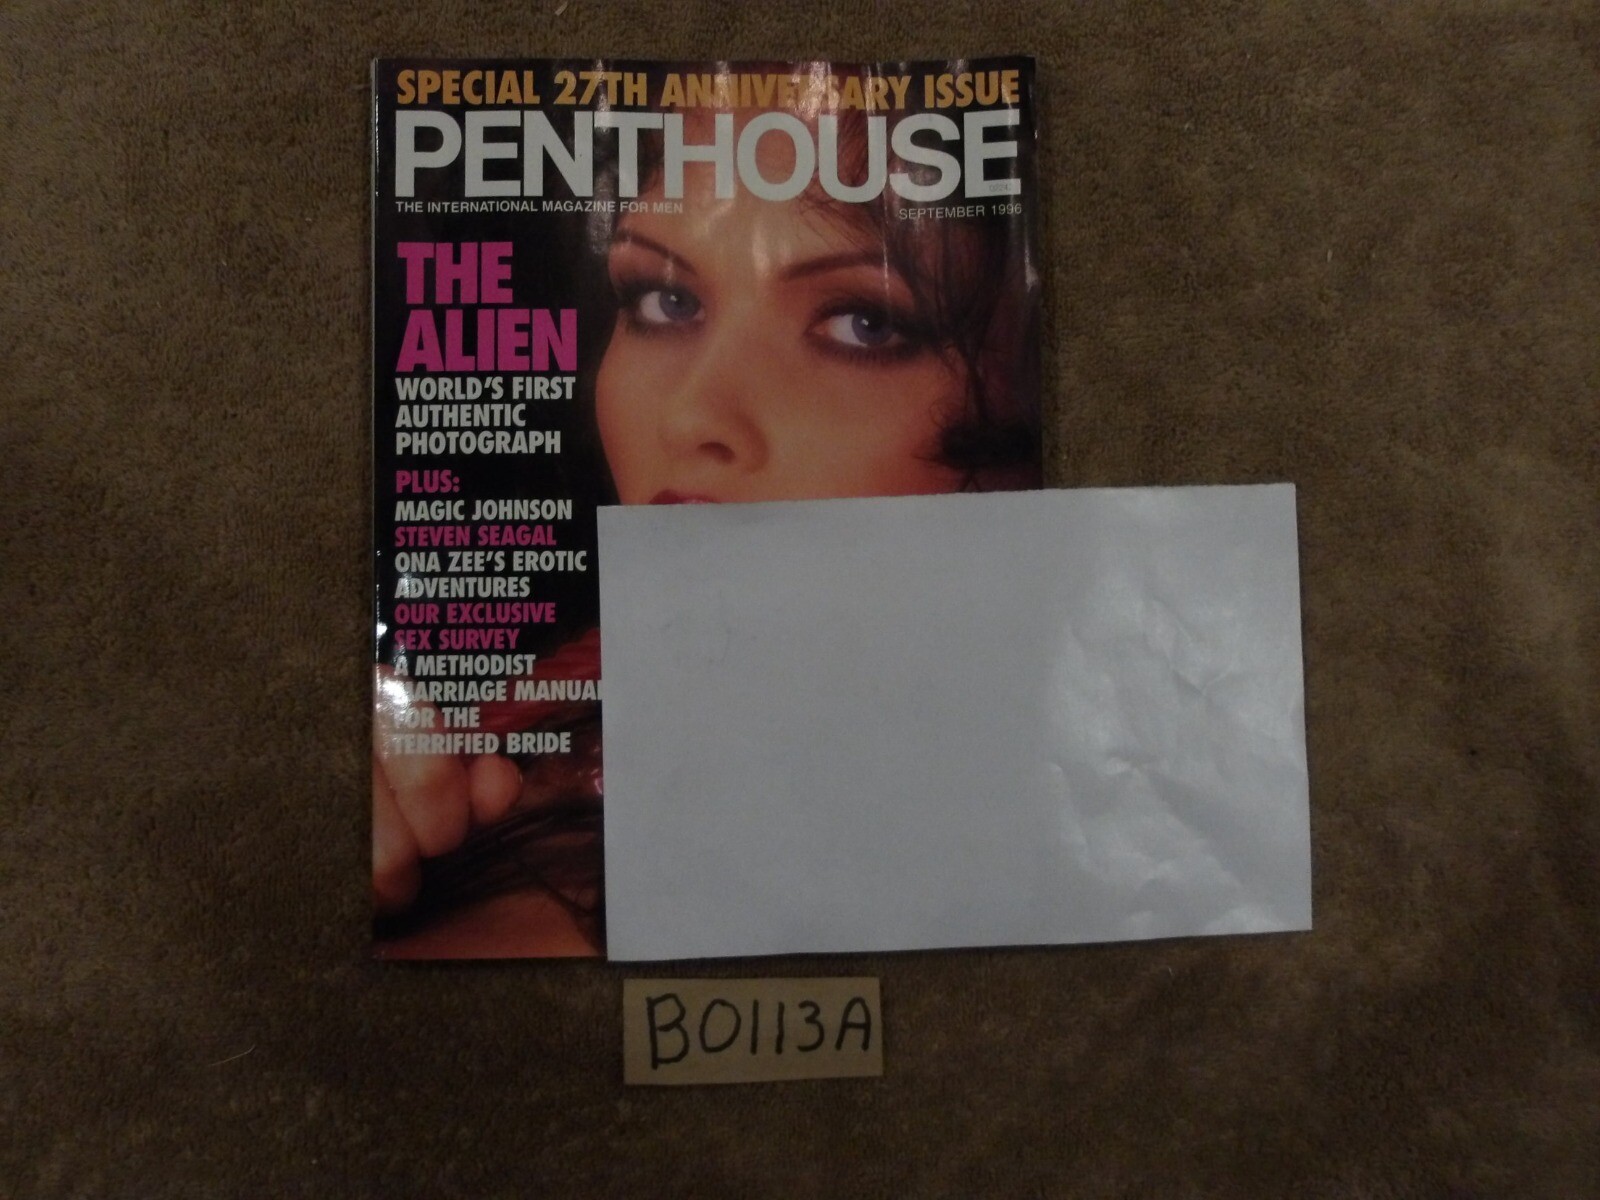 SPECIAL 27TH ANNIVERSARY ISSUE
PENTHOUSE
THE INTERNATIONAL MAGAZINE FOR MEN
SEPTEMBER 1996
THE
ALIEN
WORLD'S FIRST
AUTHENTIC
PHOTOGRAPH
PLUS:
MAGIC JOHNSON
STEVEN SEAGAL
ONA ZEE'S EROTIC
ADVENTURES
OUR EXCLUSIVE
SEX SURVEY
A METHODIST
MARRIAGE MANUAL
FOR THE
TERRIFIED BRIDE
B0113A